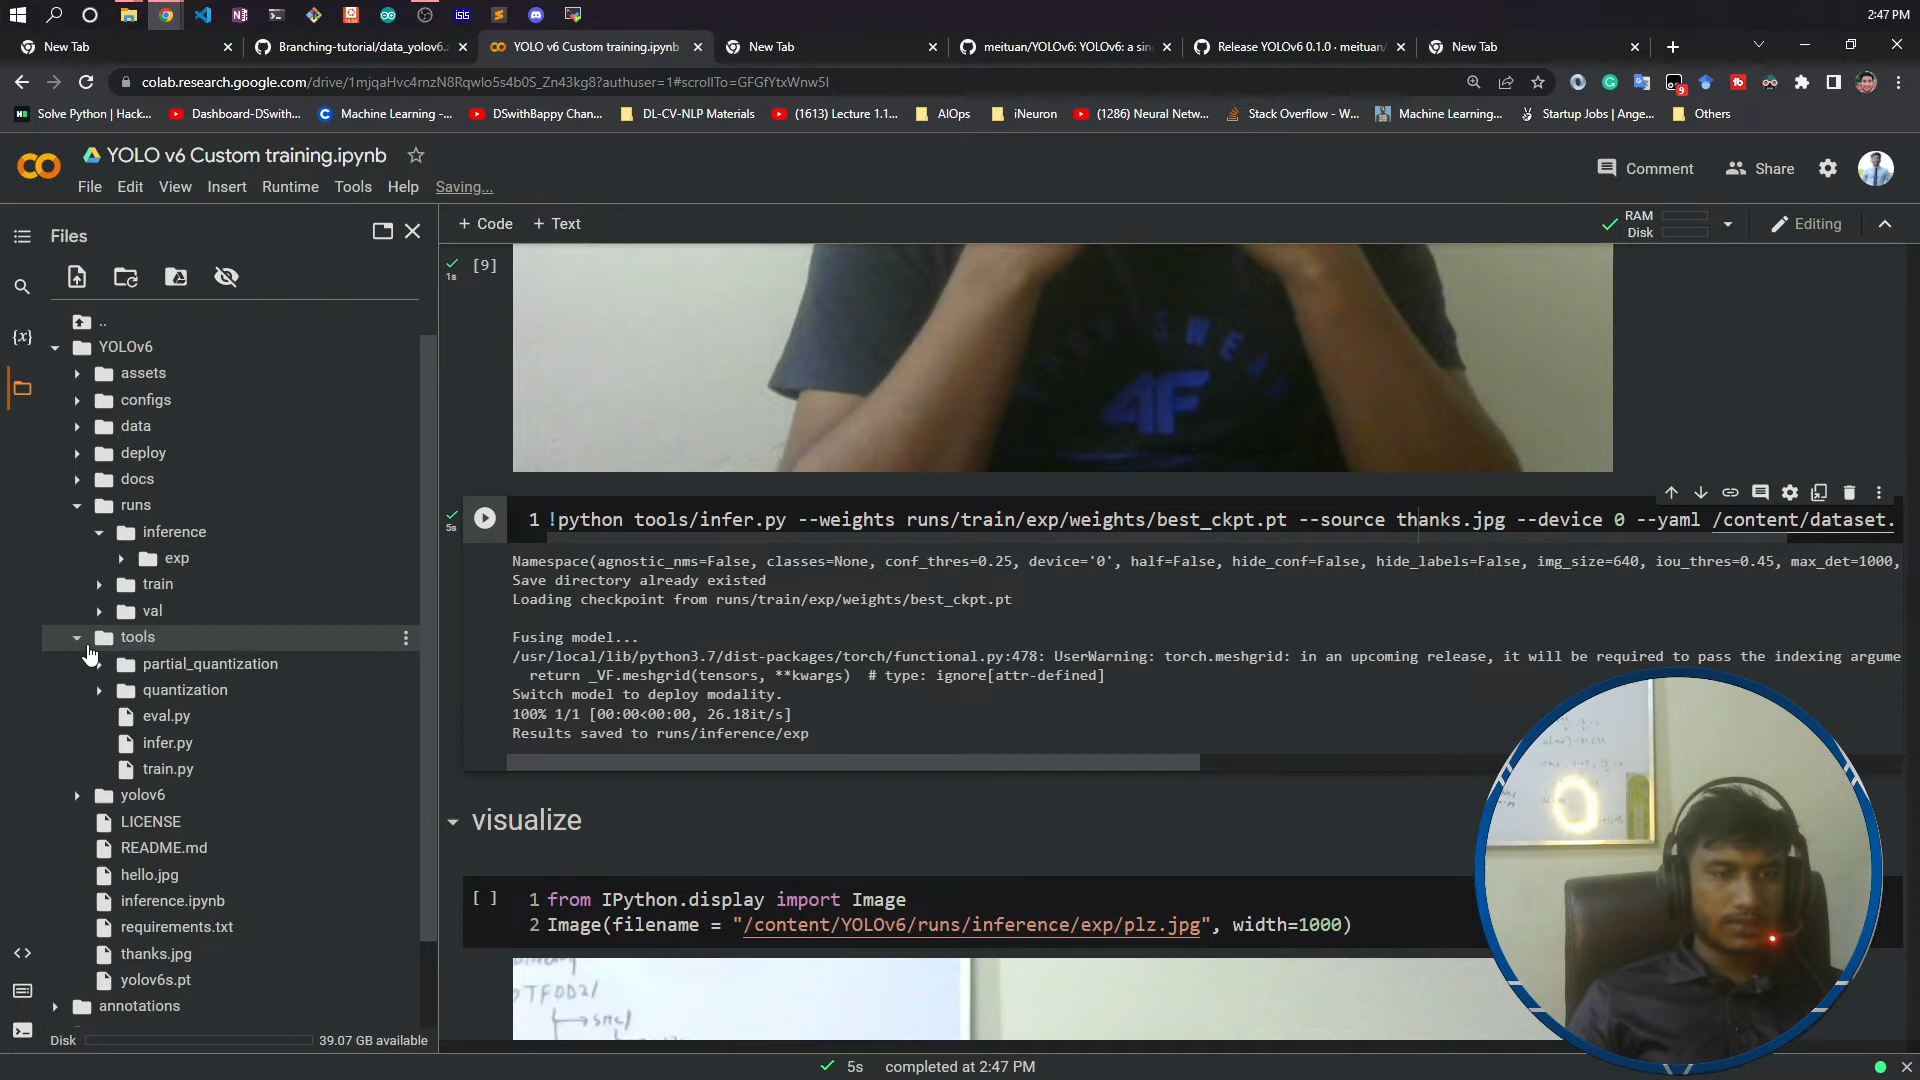 2:47 PM
New Tab
Branching-tutorial/data_yolov6.
YOLO v6 Custom training.ipynb
New Tab
meituan/YOLOv6: YOLOv6: a sin
Release YOLOv6 0.1.0 · meituan/
New Tab
colab.research.google.com/drive/1mjqaHvc4rnzN8Rqwlo5s4b0S_Zn43kg8?authuser=1#scrollTo=GFGfYtxWnw5I
Solve Python | Hack...
Dashboard-DSwith...
Machine Learning -...
DSwithBappy Chan...
DL-CV-NLP Materials
(1613) Lecture 1.1...
AIOps
iNeuron
(1286) Neural Netw...
Stack Overflow - W...
Machine Learning...
Startup Jobs | Ange...
Others
YOLO v6 Custom training.ipynb
Comment
Share
File Edit View Insert Runtime Tools Help Saving...
Files
+ Code + Text
RAM
Disk
Editing
..
YOLOv6
assets
configs
data
deploy
docs
runs
inference
exp
train
val
tools
partial_quantization
quantization
eval.py
infer.py
train.py
yolov6
LICENSE
README.md
hello.jpg
inference.ipynb
requirements.txt
thanks.jpg
yolov6s.pt
annotations
Disk
39.07 GB available
1s
[9]
4F
5s
1 !python tools/infer.py --weights runs/train/exp/weights/best_ckpt.pt --source thanks.jpg --device 0 --yaml /content/dataset.
Namespace(agnostic_nms=False, classes=None, conf_thres=0.25, device='0', half=False, hide_conf=False, hide_labels=False, img_size=640, iou_thres=0.45, max_det=1000,
Save directory already existed
Loading checkpoint from runs/train/exp/weights/best_ckpt.pt
Fusing model...
/usr/local/lib/python3.7/dist-packages/torch/functional.py:478: UserWarning: torch.meshgrid: in an upcoming release, it will be required to pass the indexing argume
return _VF.meshgrid(tensors, **kwargs)  # type: ignore[attr-defined]
Switch model to deploy modality.
100% 1/1 [00:00<00:00, 26.18it/s]
Results saved to runs/inference/exp
visualize
[ ]
1 from IPython.display import Image
2 Image(filename = "/content/YOLOv6/runs/inference/exp/plz.jpg", width=1000)
5s completed at 2:47 PM